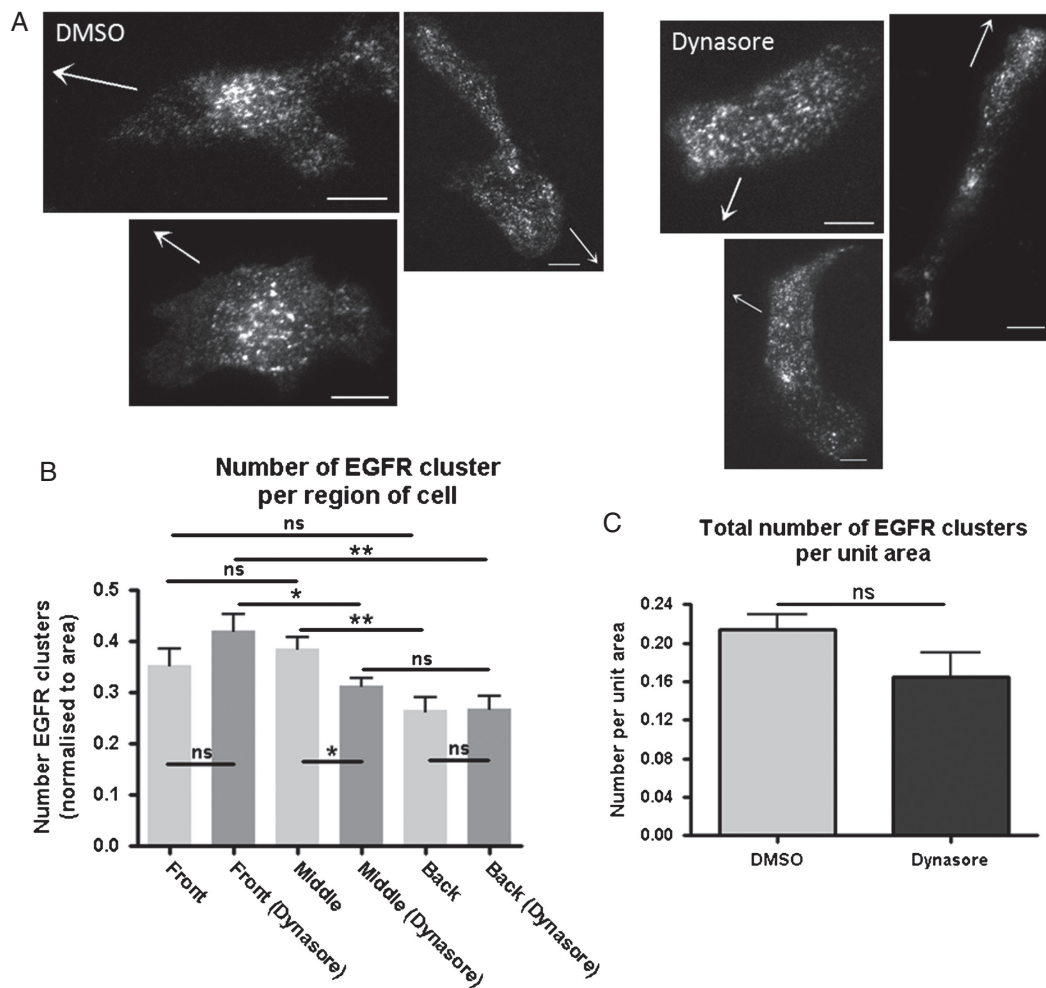 A
DMSO
Dynasore
B
Number of EGFR cluster
per region of cell
ns
**
ns
*
**
ns
ns
*
ns
Number EGFR clusters
(normalised to area)
0.5
0.4
0.3
0.2
0.1
0.0
Front
Front (Dynasore)
Middle
Middle (Dynasore)
Back
Back (Dynasore)
C
Total number of EGFR clusters
per unit area
ns
Number per unit area
0.24
0.20
0.16
0.12
0.08
0.04
0.00
DMSO
Dynasore